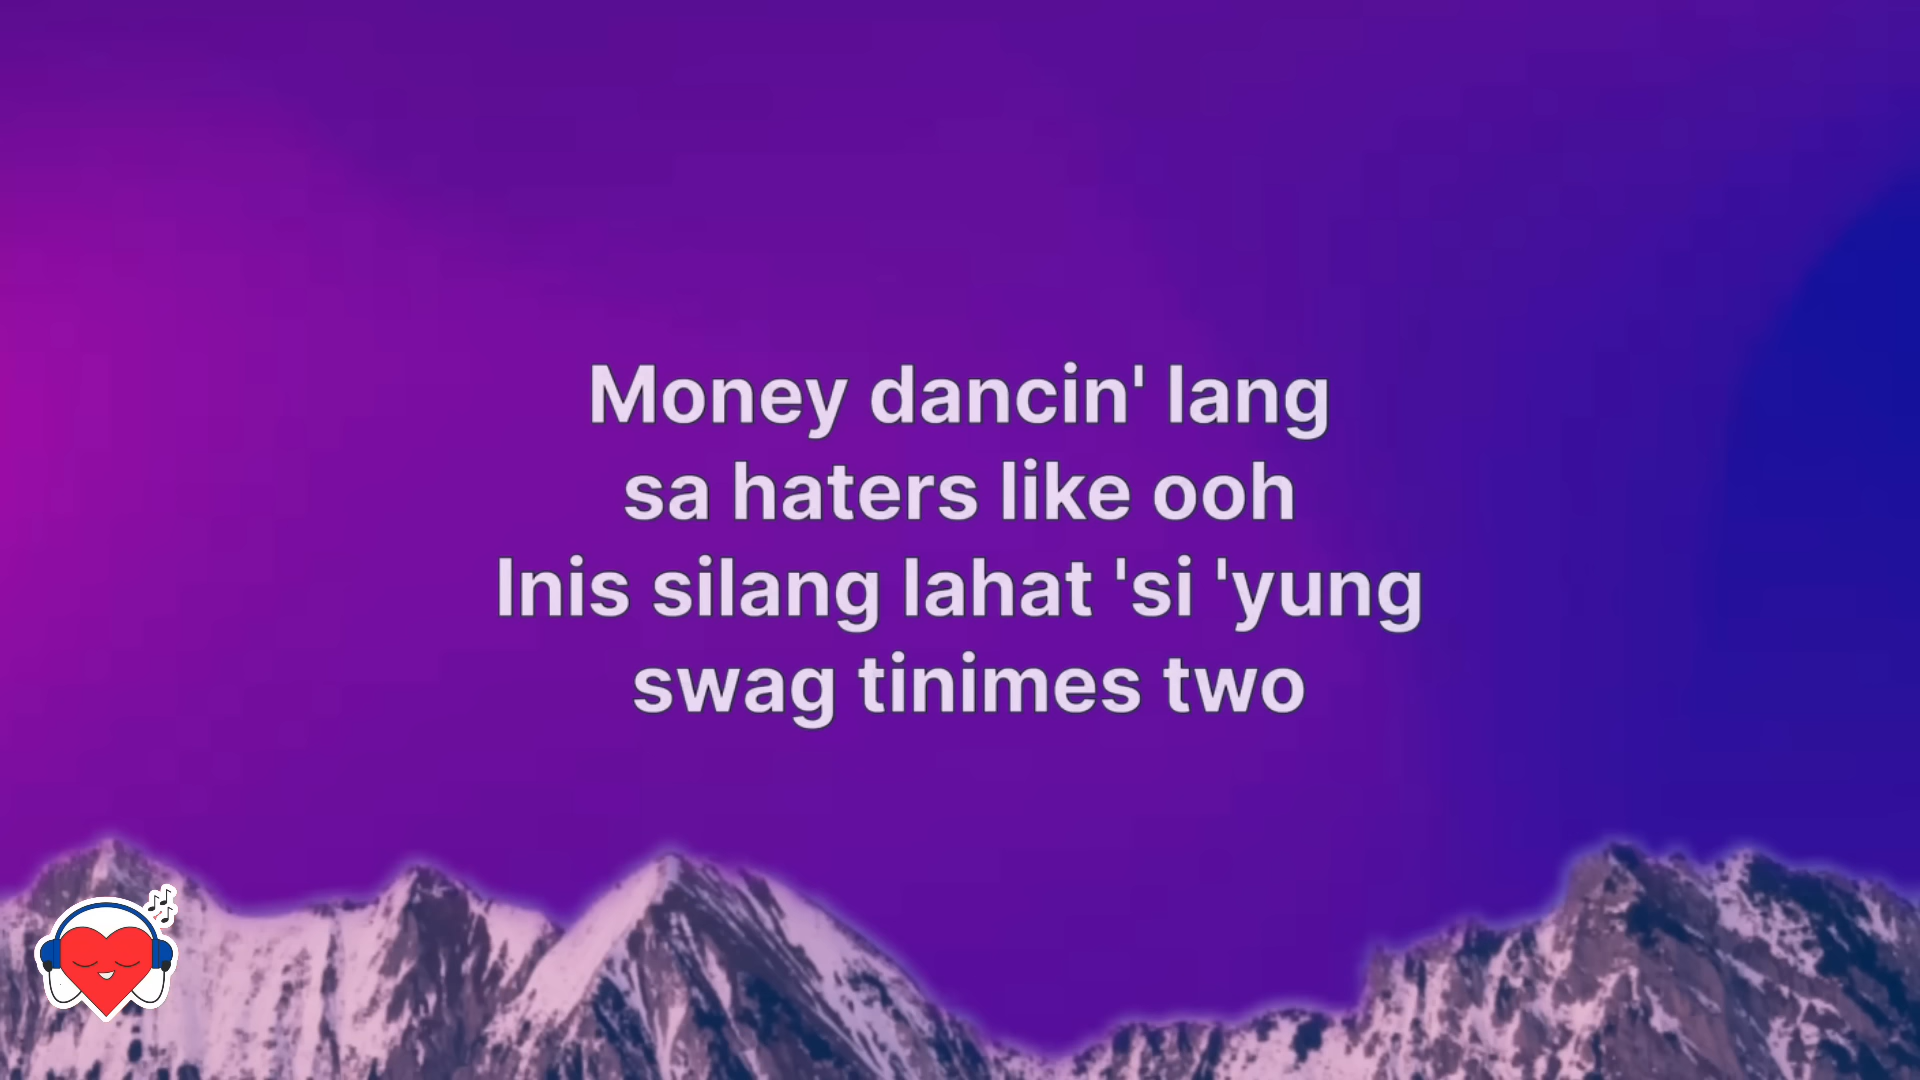 Money dancin' lang
sa haters like ooh
Inis silang lahat 'si 'yung
swag tinimes two